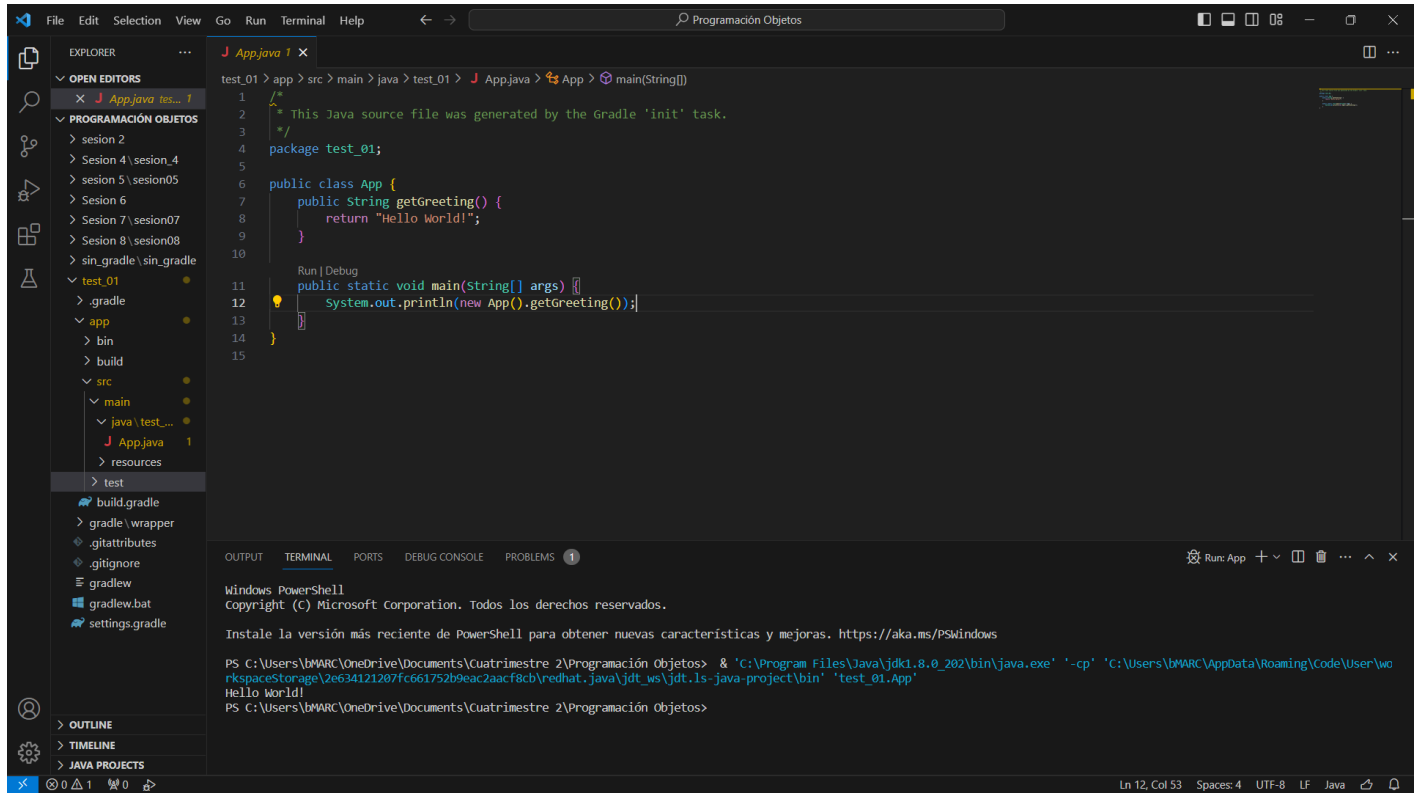 File Edit Selection View Go Run Terminal Help
Programación Objetos
EXPLORER
OPEN EDITORS
App.java tes... 1
PROGRAMACIÓN OBJETOS
sesion 2
Sesion 4\sesion_4
sesion 5\sesion05
Sesion 6
Sesion 7\sesion07
Sesion 8\sesion08
sin_gradle\sin_gradle
test_01
.gradle
app
bin
build
src
main
java\test_...
App.java 1
resources
test
build.gradle
gradle\wrapper
.gitattributes
.gitignore
gradlew
gradlew.bat
settings.gradle
OUTLINE
TIMELINE
JAVA PROJECTS
App.java 1
test_01 > app > src > main > java > test_01 > App.java > App > main(String[])
1 /*
2 * This Java source file was generated by the Gradle 'init' task.
3 */
4 package test_01;
5
6 public class App {
7 public String getGreeting() {
8 return "Hello World!";
9 }
10
Run | Debug
11 public static void main(String[] args) {
12 System.out.println(new App().getGreeting());
13 }
14 }
15
OUTPUT TERMINAL PORTS DEBUG CONSOLE PROBLEMS 1
Run: App
Windows PowerShell
Copyright (C) Microsoft Corporation. Todos los derechos reservados.
Instale la versión más reciente de PowerShell para obtener nuevas características y mejoras. https://aka.ms/PSWindows
PS C:\Users\bMARC\OneDrive\Documents\Cuatrimestre 2\Programación Objetos> & 'C:\Program Files\Java\jdk1.8.0_202\bin\java.exe' '-cp' 'C:\Users\bMARC\AppData\Roaming\Code\User\wo
rkspaceStorage\2e634121207fc661752b9eac2aacf8cb\redhat.java\jdt_ws\jdt.ls-java-project\bin' 'test_01.App'
Hello World!
PS C:\Users\bMARC\OneDrive\Documents\Cuatrimestre 2\Programación Objetos>
0 1 0
Ln 12, Col 53 Spaces: 4 UTF-8 LF Java